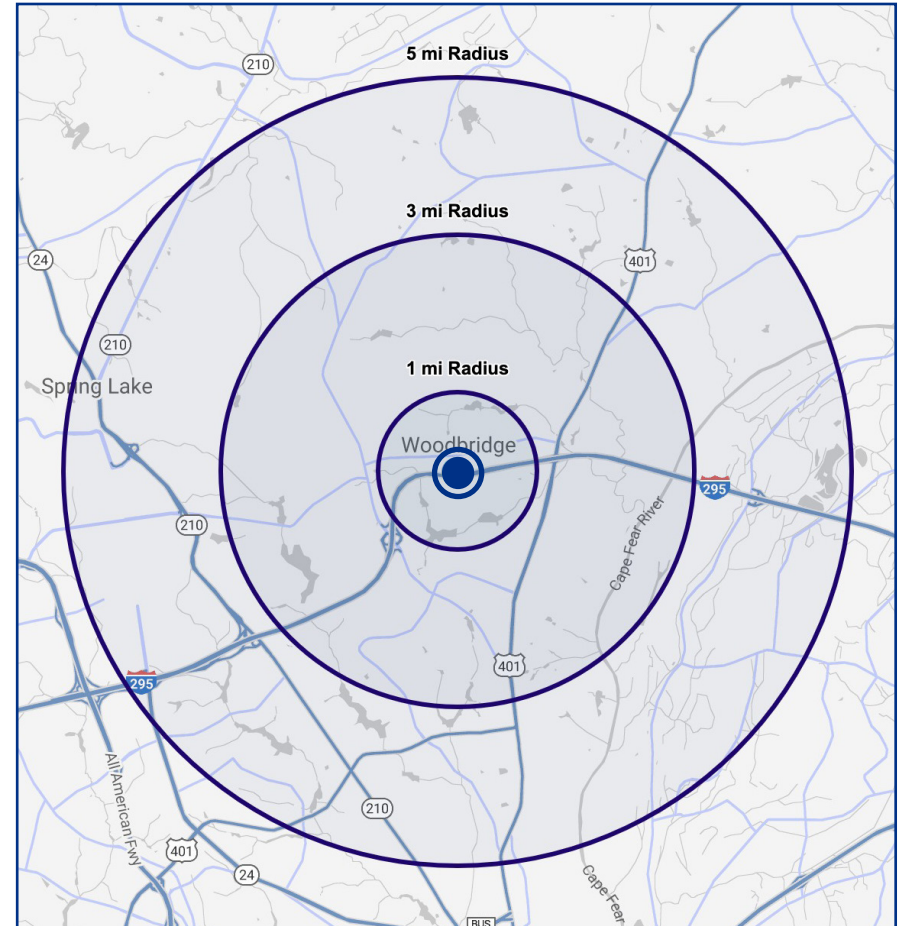 5 mi Radius
210
3 mi Radius
24
401
210
1 mi Radius
Spring Lake
Woodbridge
295
210
Cape Fear River
401
295
All American Fwy
210
401
24
Cape Fear
BUS